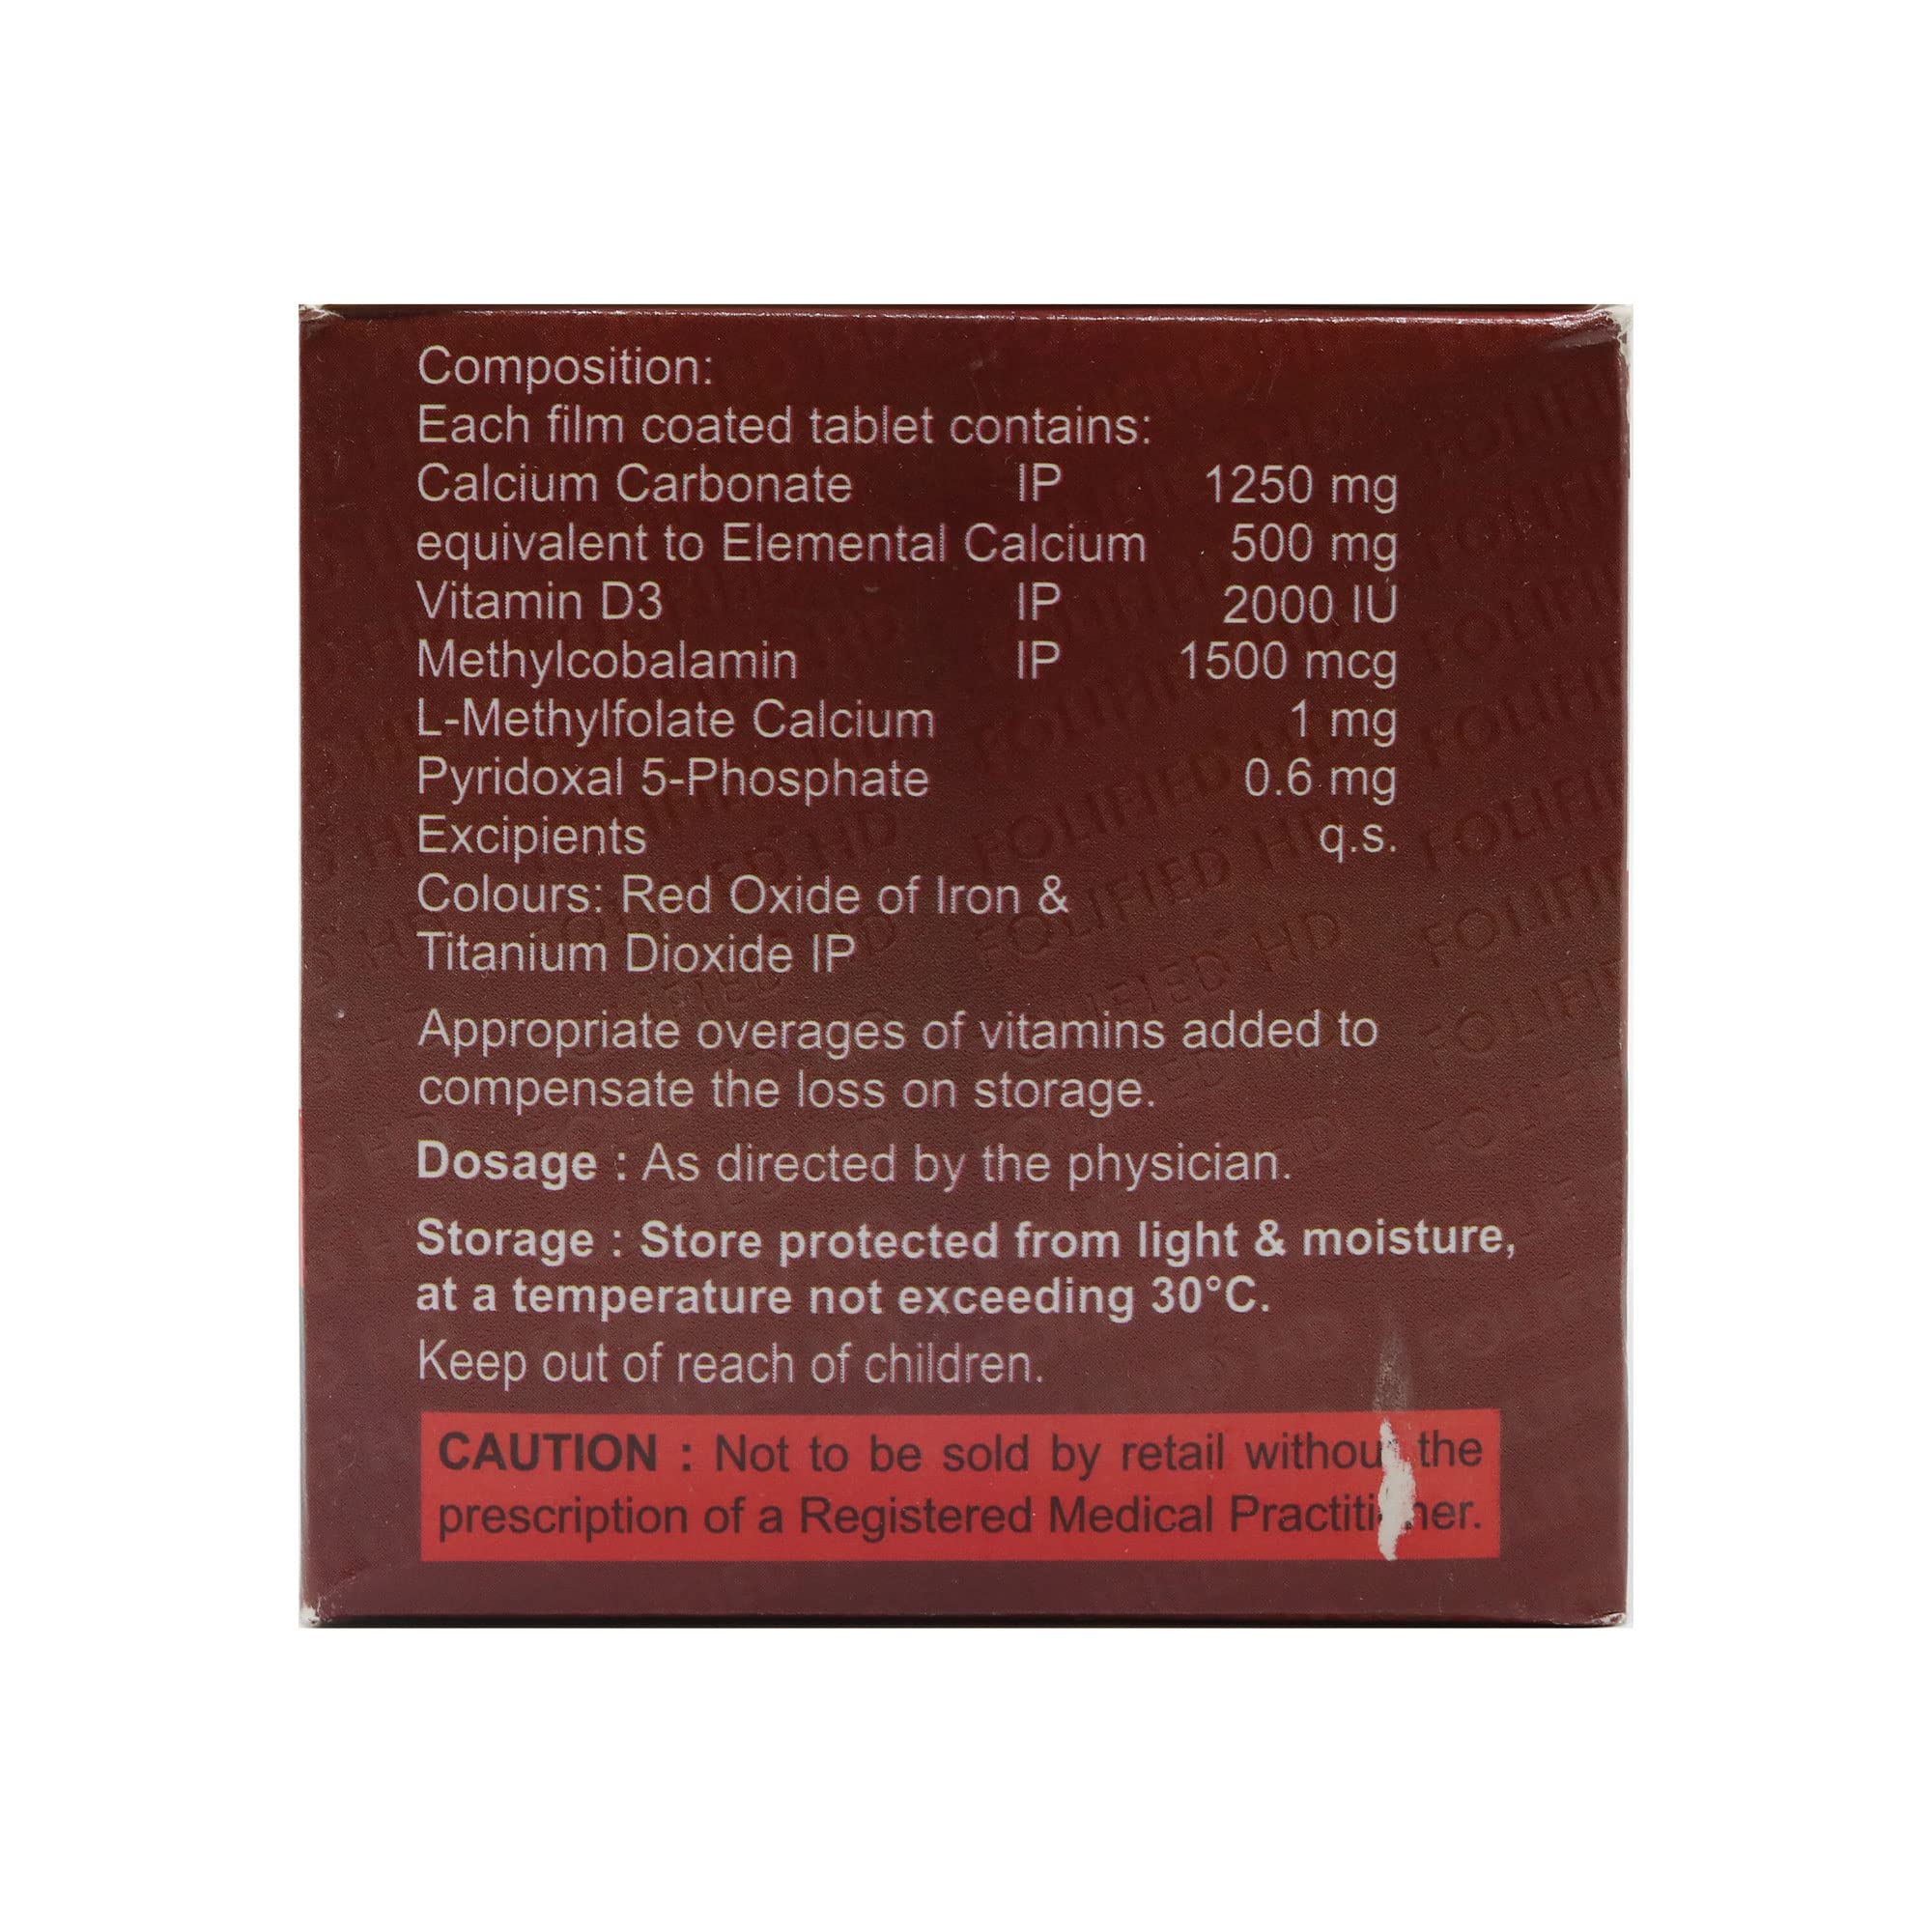 Composition:
Each film coated tablet contains:
Calcium Carbonate IP 1250 mg
equivalent to Elemental Calcium 500 mg
Vitamin D3 IP 2000 IU
Methylcobalamin IP 1500 mcg
L-Methylfolate Calcium 1 mg
Pyridoxal 5-Phosphate 0.6 mg
Excipients q.s.
Colours: Red Oxide of Iron &
Titanium Dioxide IP
Appropriate overages of vitamins added to
compensate the loss on storage.
Dosage : As directed by the physician.
Storage : Store protected from light & moisture,
at a temperature not exceeding 30°C.
Keep out of reach of children.
CAUTION : Not to be sold by retail without the
prescription of a Registered Medical Practitioner.
FOLIFIED HD